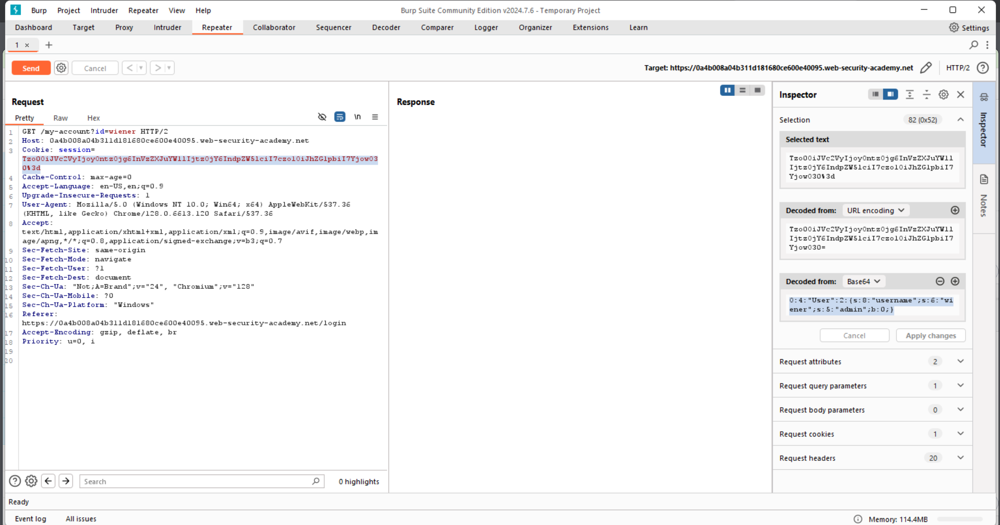 Burp Project Intruder Repeater View Help Burp Suite Community Edition v2024.7.6 - Temporary Project
Dashboard Target Proxy Intruder Repeater Collaborator Sequencer Decoder Comparer Logger Organizer Extensions Learn Settings
1 × +
Send Cancel < > Target: https://0a4b008a04b311d181680ce600e40095.web-security-academy.net HTTP/2 ?
Request
Pretty Raw Hex \n
1 GET /my-account?id=wiener HTTP/2
2 Host: 0a4b008a04b311d181680ce600e40095.web-security-academy.net
3 Cookie: session=
Tzo0OiJVc2VyIjoyOntzOjg6InVzZXJuYW1lIjtzOjY6IndpZW5lciI7czo1OiJhZG1pbiI7Yjow03
0%3d
4 Cache-Control: max-age=0
5 Accept-Language: en-US,en;q=0.9
6 Upgrade-Insecure-Requests: 1
7 User-Agent: Mozilla/5.0 (Windows NT 10.0; Win64; x64) AppleWebKit/537.36
(KHTML, like Gecko) Chrome/128.0.6613.120 Safari/537.36
8 Accept:
text/html,application/xhtml+xml,application/xml;q=0.9,image/avif,image/webp,im
age/apng,*/*;q=0.8,application/signed-exchange;v=b3;q=0.7
9 Sec-Fetch-Site: same-origin
10 Sec-Fetch-Mode: navigate
11 Sec-Fetch-User: ?1
12 Sec-Fetch-Dest: document
13 Sec-Ch-Ua: "Not;A=Brand";v="24", "Chromium";v="128"
14 Sec-Ch-Ua-Mobile: ?0
15 Sec-Ch-Ua-Platform: "Windows"
16 Referer:
https://0a4b008a04b311d181680ce600e40095.web-security-academy.net/login
17 Accept-Encoding: gzip, deflate, br
18 Priority: u=0, i
19
20
? Search 0 highlights
Response
Inspector
Selection 82 (0x52)
Selected text
Tzo0OiJVc2VyIjoyOntzOjg6InVzZXJuYW1l
IjtzOjY6IndpZW5lciI7czo1OiJhZG1pbiI7
Yjow030%3d
Decoded from: URL encoding
Tzo0OiJVc2VyIjoyOntzOjg6InVzZXJuYW1l
IjtzOjY6IndpZW5lciI7czo1OiJhZG1pbiI7
Yjow030=
Decoded from: Base64
O:4:"User":2:{s:8:"username";s:6:"wi
ener";s:5:"admin";b:0;}
Cancel Apply changes
Request attributes 2
Request query parameters 1
Request body parameters 0
Request cookies 1
Request headers 20
Inspector
Notes
Ready
Event log All issues Memory: 114.4MB